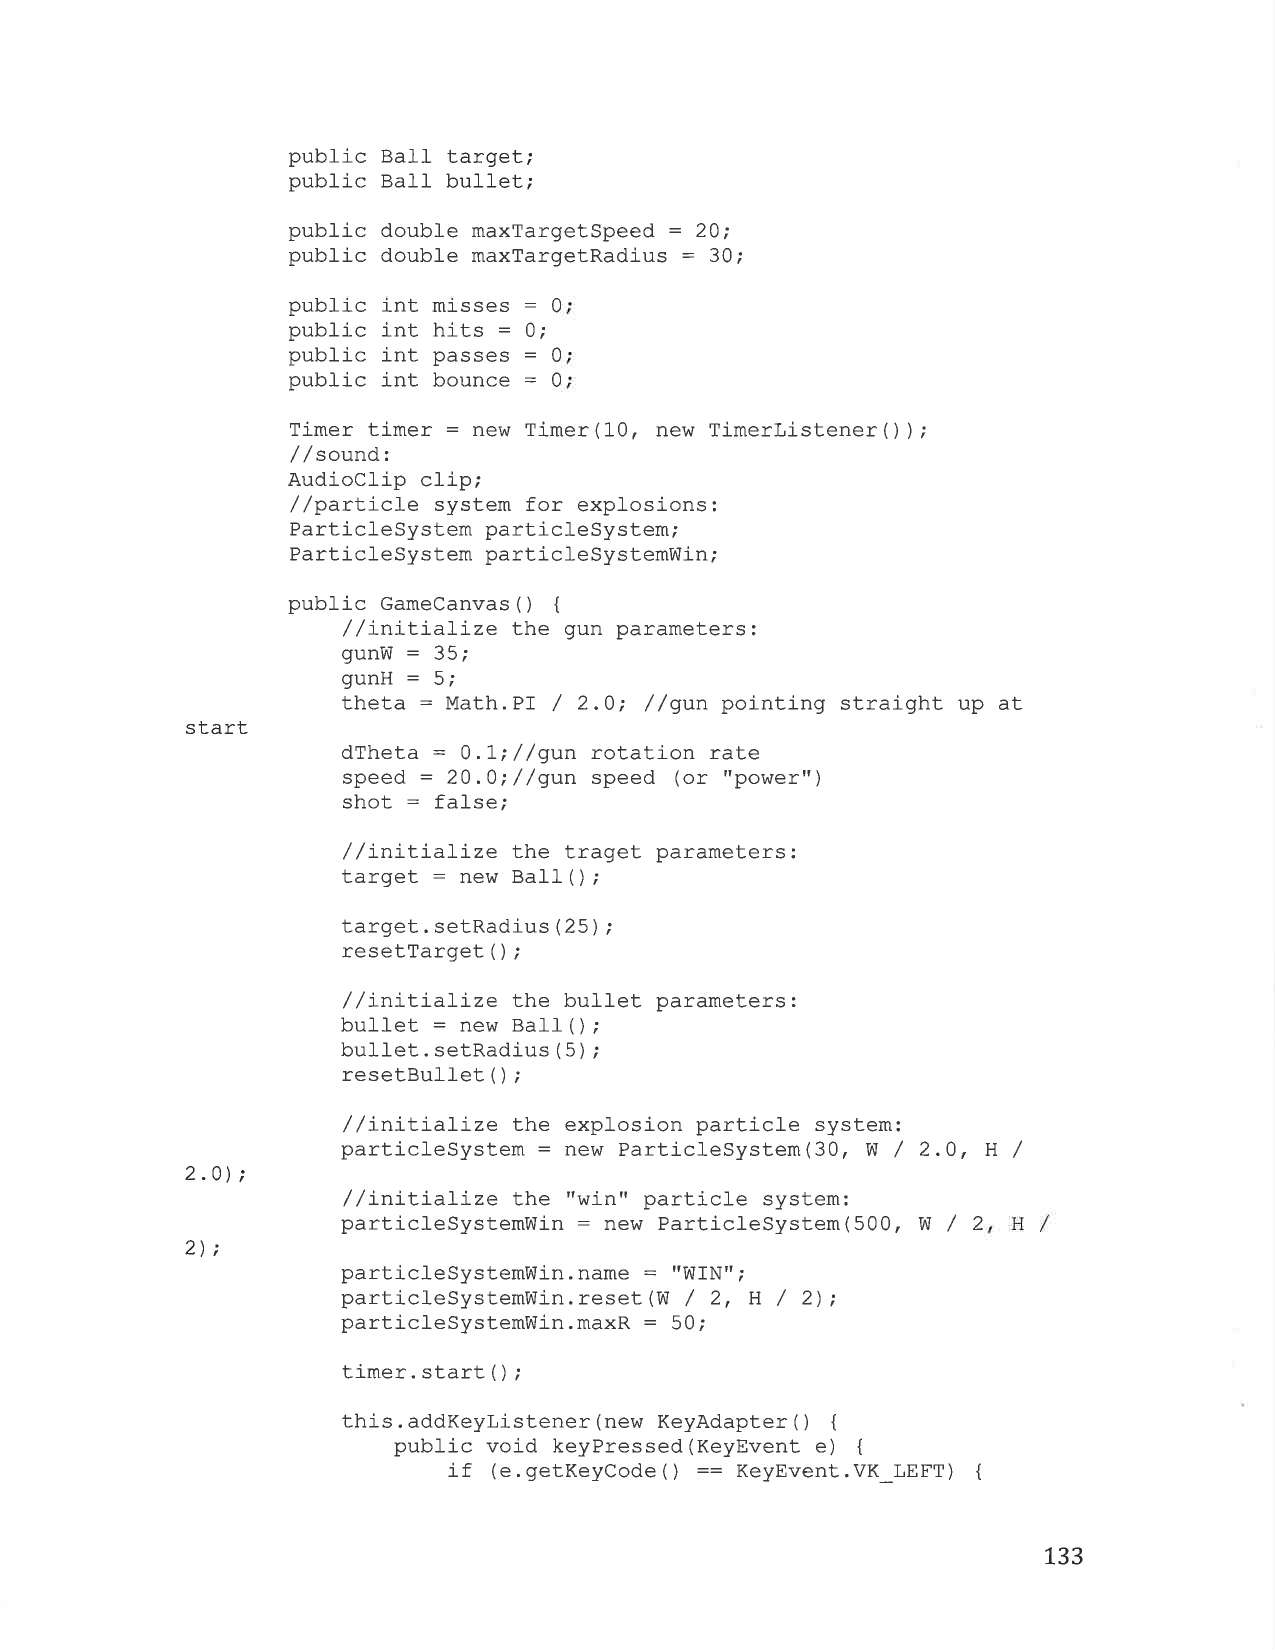 public Ball target;
public Ball bullet;
public double maxTargetSpeed = 20;
public double maxTargetRadius = 30;
public int misses = 0;
public int hits = 0;
public int passes = 0;
public int bounce = 0;
Timer timer = new Timer(10, new TimerListener());
//sound:
AudioClip clip;
//particle system for explosions:
ParticleSystem particleSystem;
ParticleSystem particleSystemWin;
public GameCanvas() {
//initialize the gun parameters:
gunW = 35;
gunH = 5;
theta = Math.PI / 2.0; //gun pointing straight up at
start
dTheta = 0.1;//gun rotation rate
speed = 20.0;//gun speed (or "power")
shot = false;
//initialize the traget parameters:
target = new Ball();
target.setRadius(25);
resetTarget();
//initialize the bullet parameters:
bullet = new Ball();
bullet.setRadius(5);
resetBullet();
//initialize the explosion particle system:
particleSystem = new ParticleSystem(30, W / 2.0, H /
2.0);
//initialize the "win" particle system:
particleSystemWin = new ParticleSystem(500, W / 2, H /
2);
particleSystemWin.name = "WIN";
particleSystemWin.reset(W / 2, H / 2);
particleSystemWin.maxR = 50;
timer.start();
this.addKeyListener(new KeyAdapter() {
public void keyPressed(KeyEvent e) {
if (e.getKeyCode() == KeyEvent.VK_LEFT) {
133